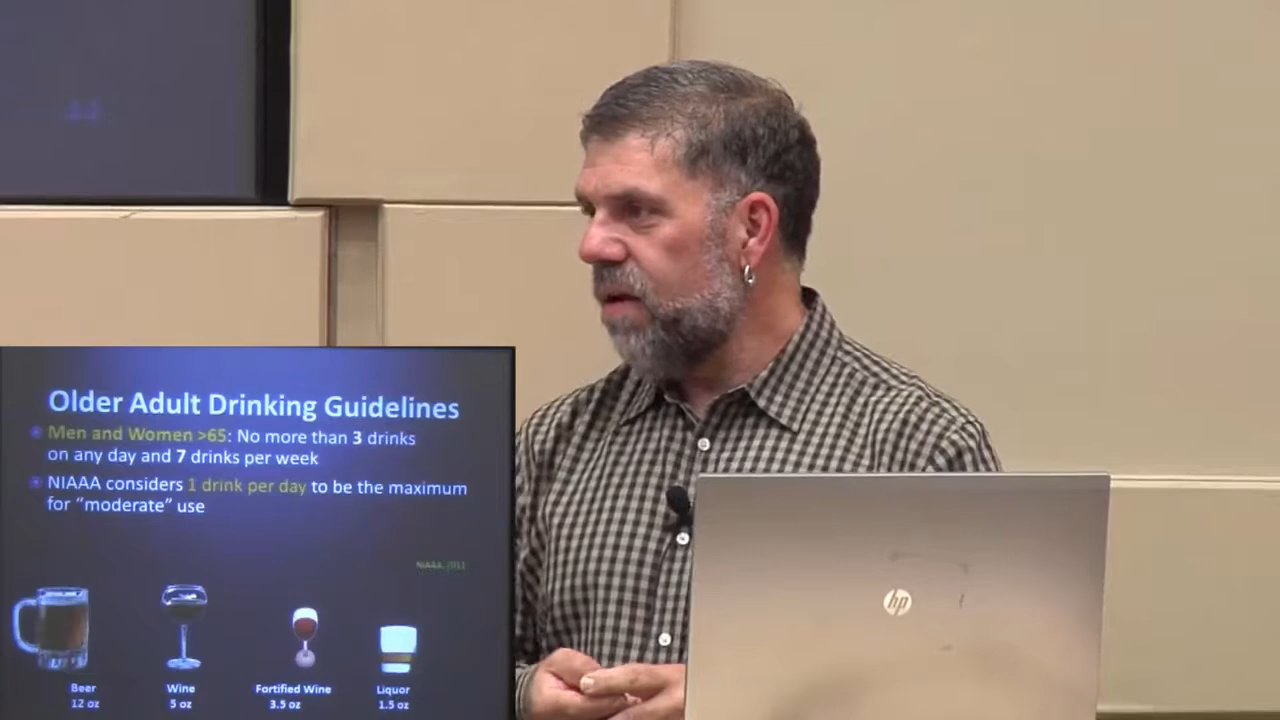 Older Adult Drinking Guidelines
Men and Women >65: No more than 3 drinks
on any day and 7 drinks per week
NIAAA considers 1 drink per day to be the maximum
for “moderate” use
NIAAA, 2011
Beer
12 oz
Wine
5 oz
Fortified Wine
3.5 oz
Liquor
1.5 oz
hp